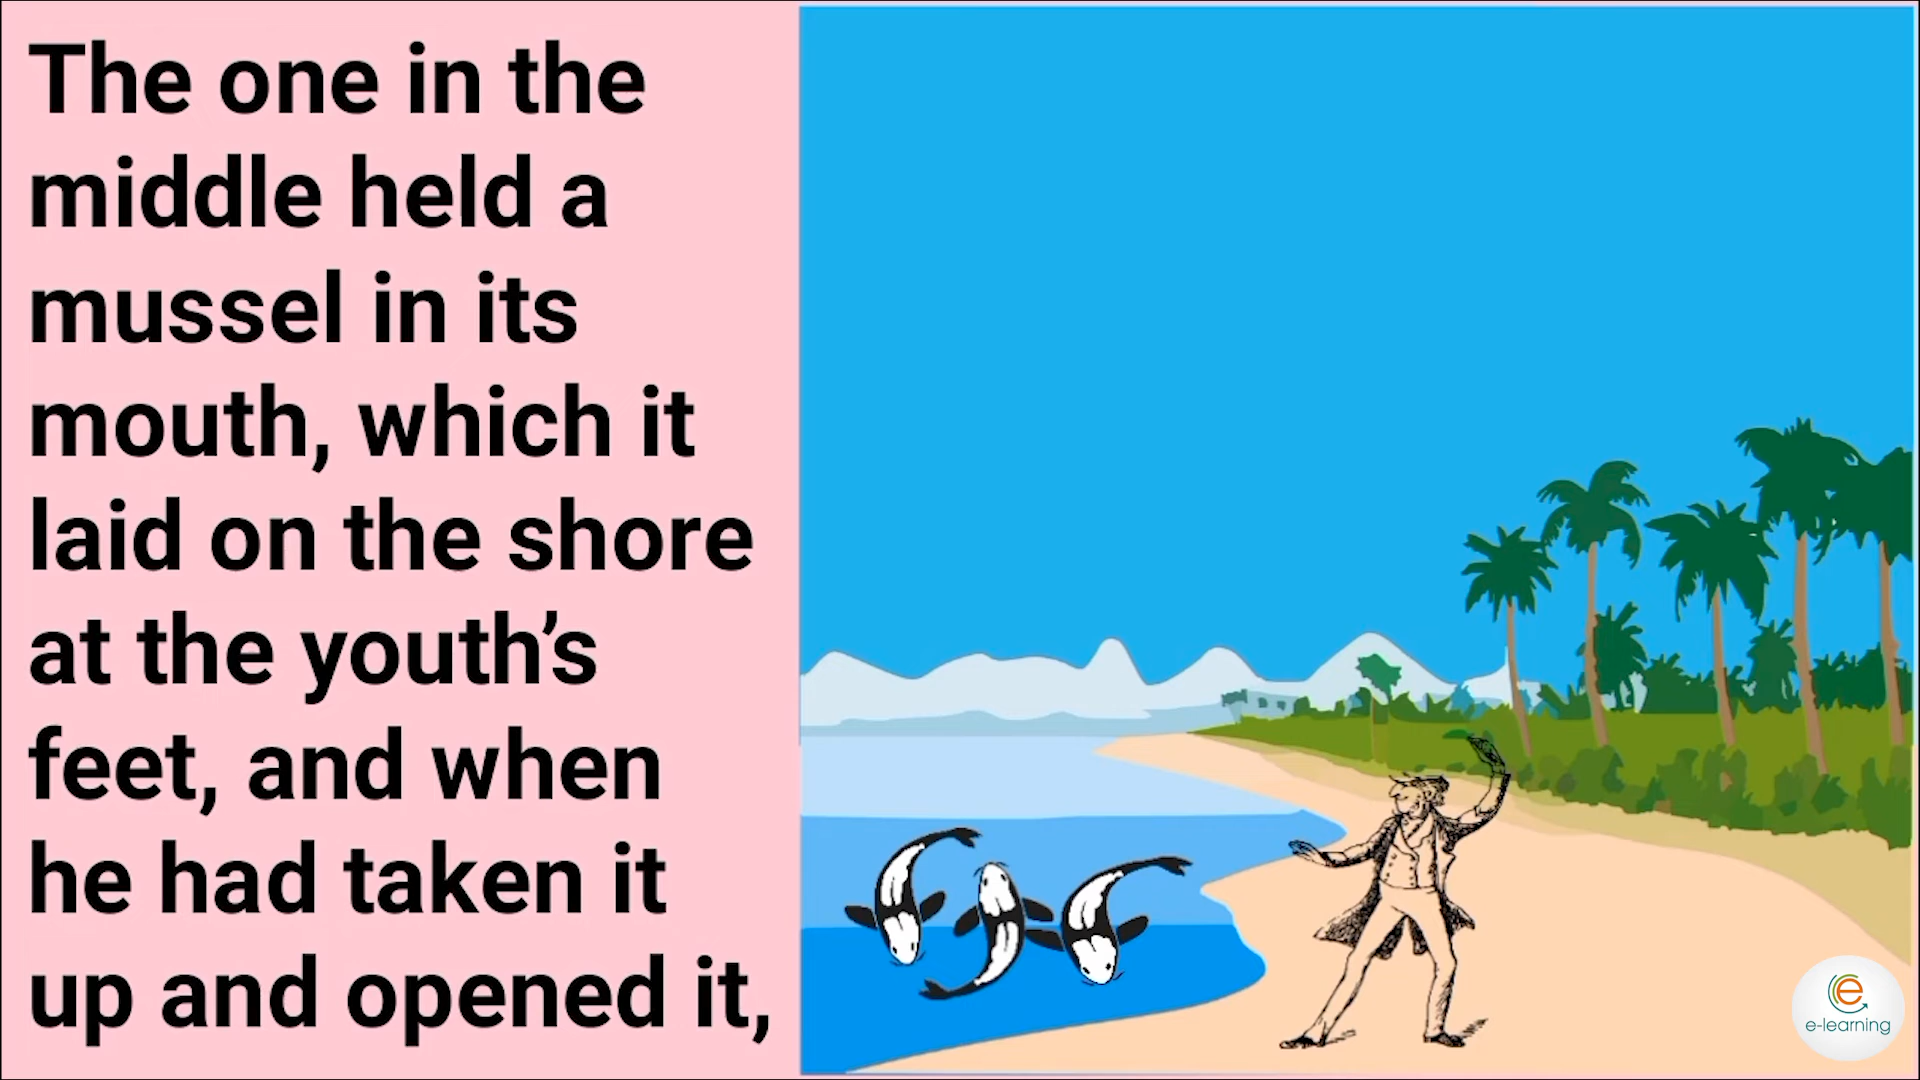 The one in the
middle held a
mussel in its
mouth, which it
laid on the shore
at the youth’s
feet, and when
he had taken it
up and opened it,
e
e-learning